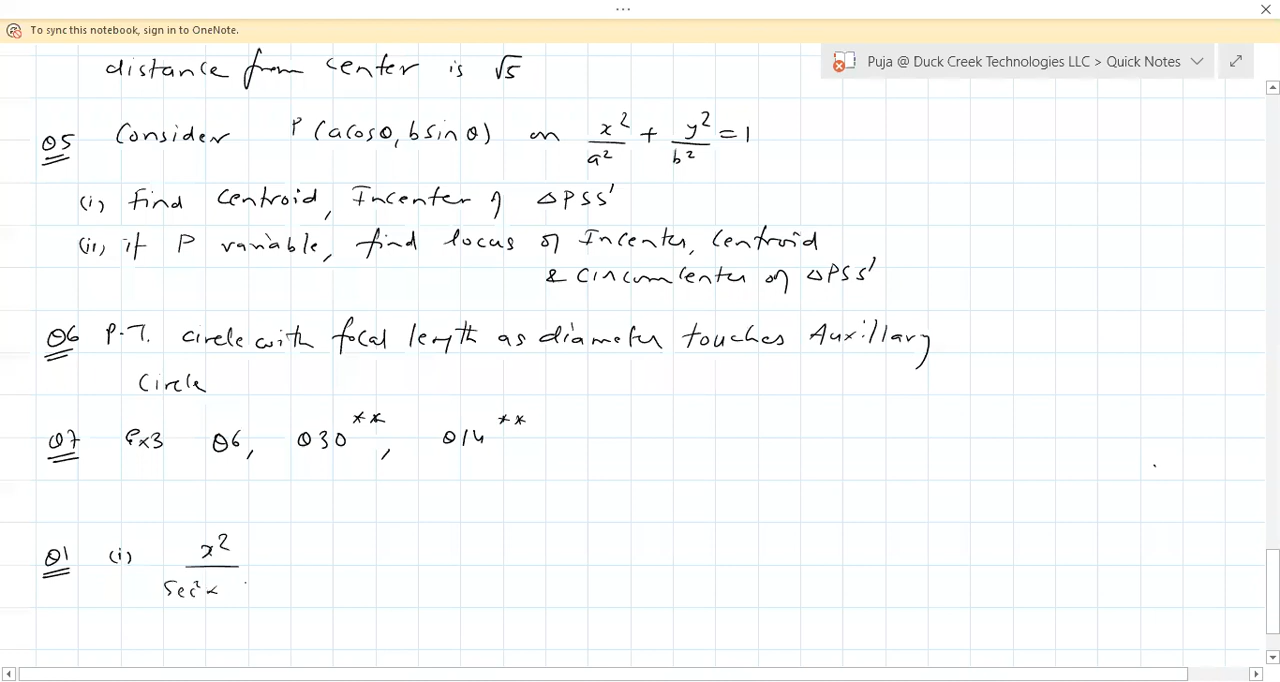 ...
To sync this notebook, sign in to OneNote.
Puja @ Duck Creek Technologies LLC > Quick Notes
distance from center is √5
Q5 Consider P(acosθ, bsinθ) on x²/a² + y²/b² = 1
(i) find Centroid, Incenter of △PSS'
(ii) if P variable, find locus of Incenter, Centroid
& Circumcenter of △PSS'
Q6 P.T. circle with focal length as diameter touches Auxillary
Circle
Q7 Ex3 Q6, Q30**, Q14**
Q1 (i) x²/sec²α